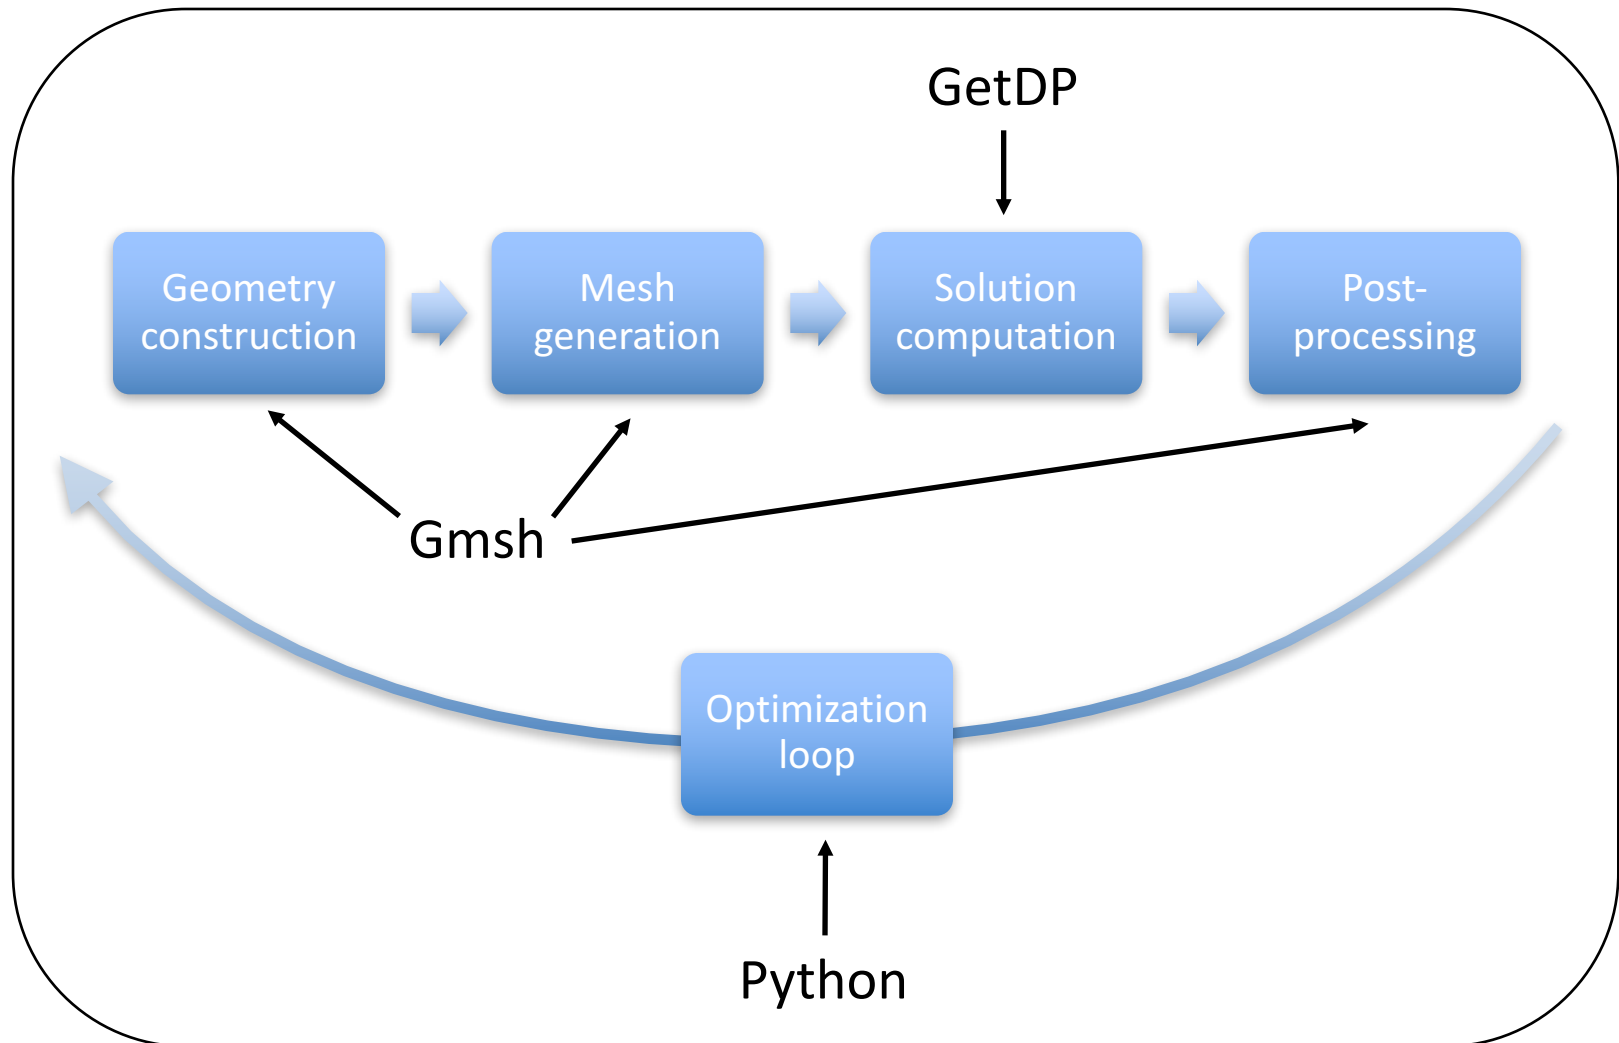 GetDP
Geometry
construction
Mesh
generation
Solution
computation
Post-
processing
Gmsh
Optimization
loop
Python